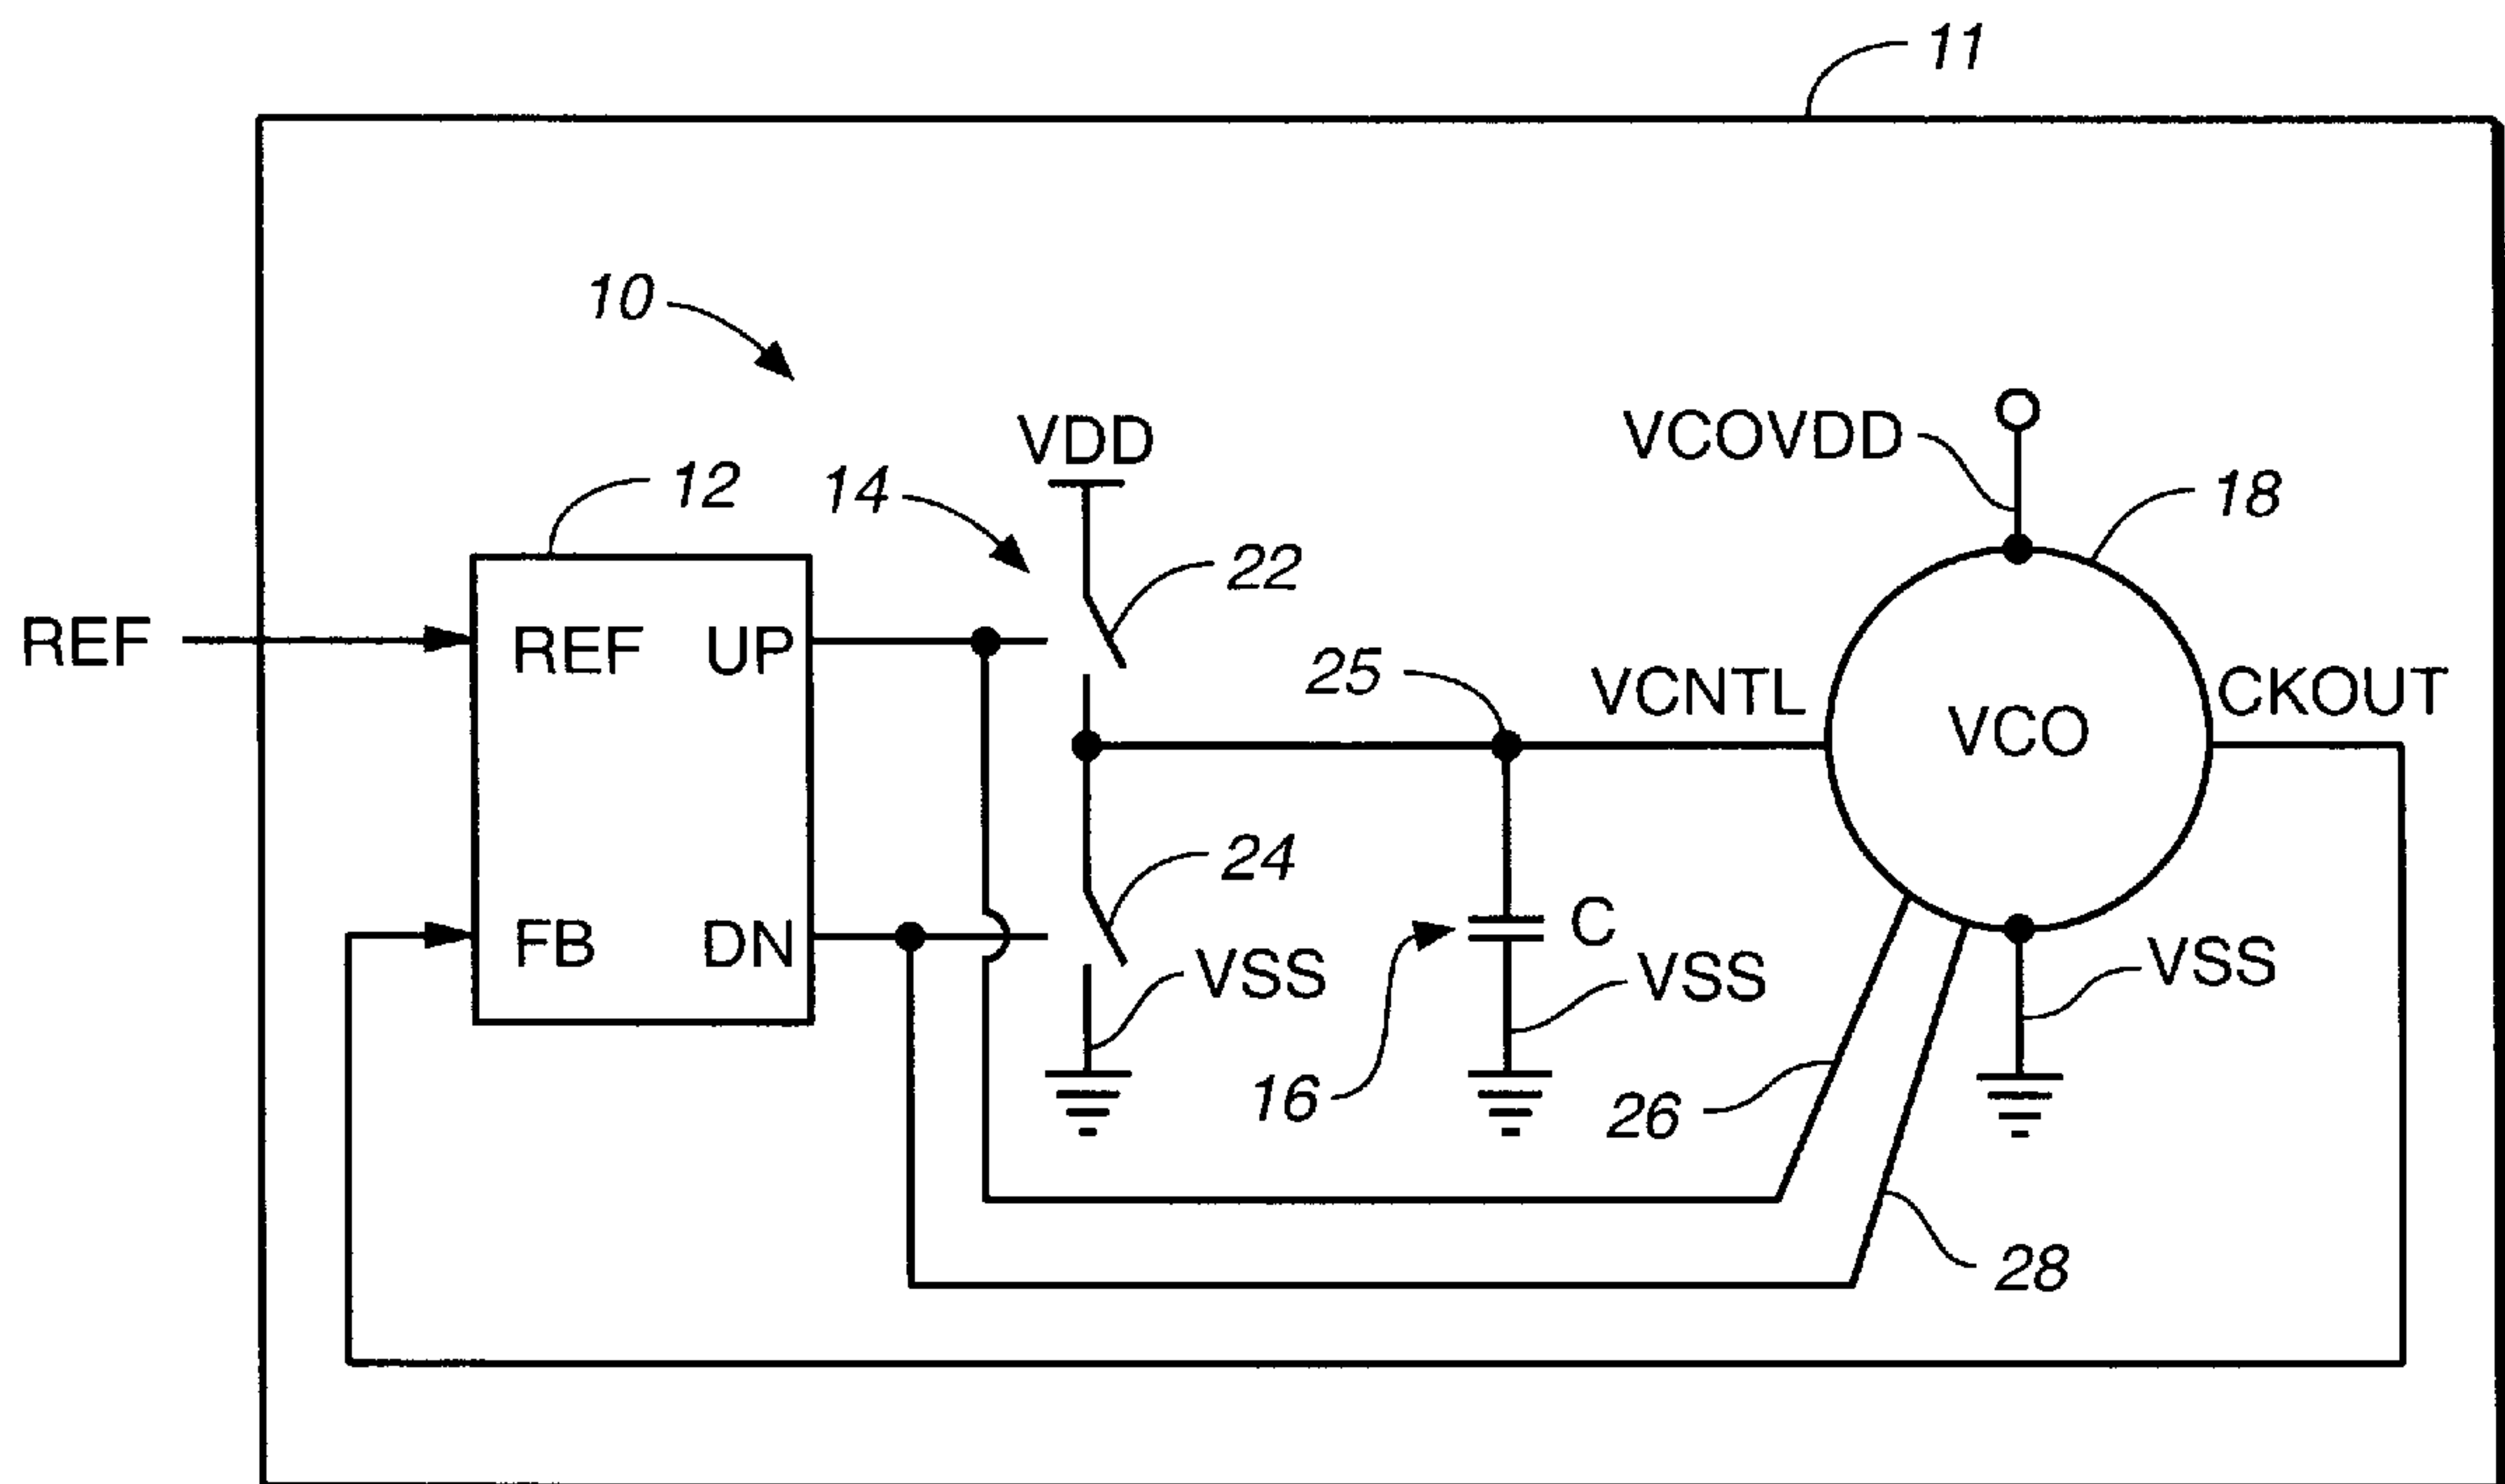 11
10
VDD
VCOVDD
12
14
18
22
REF
REF UP
25
VCNTL
CKOUT
VCO
24
C
FB DN
VSS
VSS
VSS
16
26
28